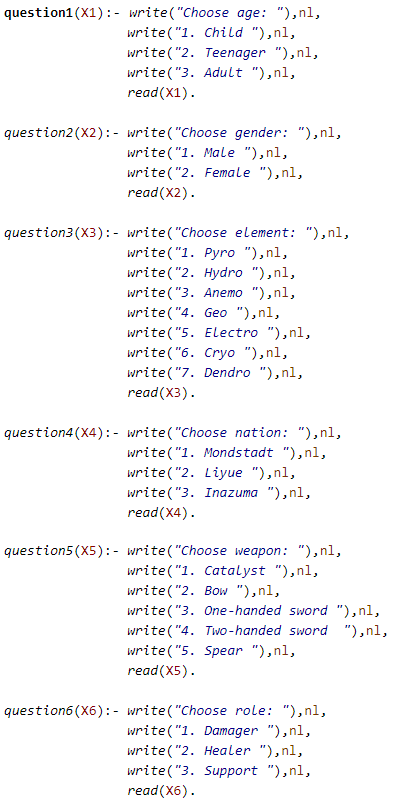 question1(X1):- write("Choose age: "),nl,
write("1. Child "),nl,
write("2. Teenager "),nl,
write("3. Adult "),nl,
read(X1).
question2(X2):- write("Choose gender: "),nl,
write("1. Male "),nl,
write("2. Female "),nl,
read(X2).
question3(X3):- write("Choose element: "),nl,
write("1. Pyro "),nl,
write("2. Hydro "),nl,
write("3. Anemo "),nl,
write("4. Geo "),nl,
write("5. Electro "),nl,
write("6. Cryo "),nl,
write("7. Dendro "),nl,
read(X3).
question4(X4):- write("Choose nation: "),nl,
write("1. Mondstadt "),nl,
write("2. Liyue "),nl,
write("3. Inazuma "),nl,
read(X4).
question5(X5):- write("Choose weapon: "),nl,
write("1. Catalyst "),nl,
write("2. Bow "),nl,
write("3. One-handed sword "),nl,
write("4. Two-handed sword  "),nl,
write("5. Spear "),nl,
read(X5).
question6(X6):- write("Choose role: "),nl,
write("1. Damager "),nl,
write("2. Healer "),nl,
write("3. Support "),nl,
read(X6).